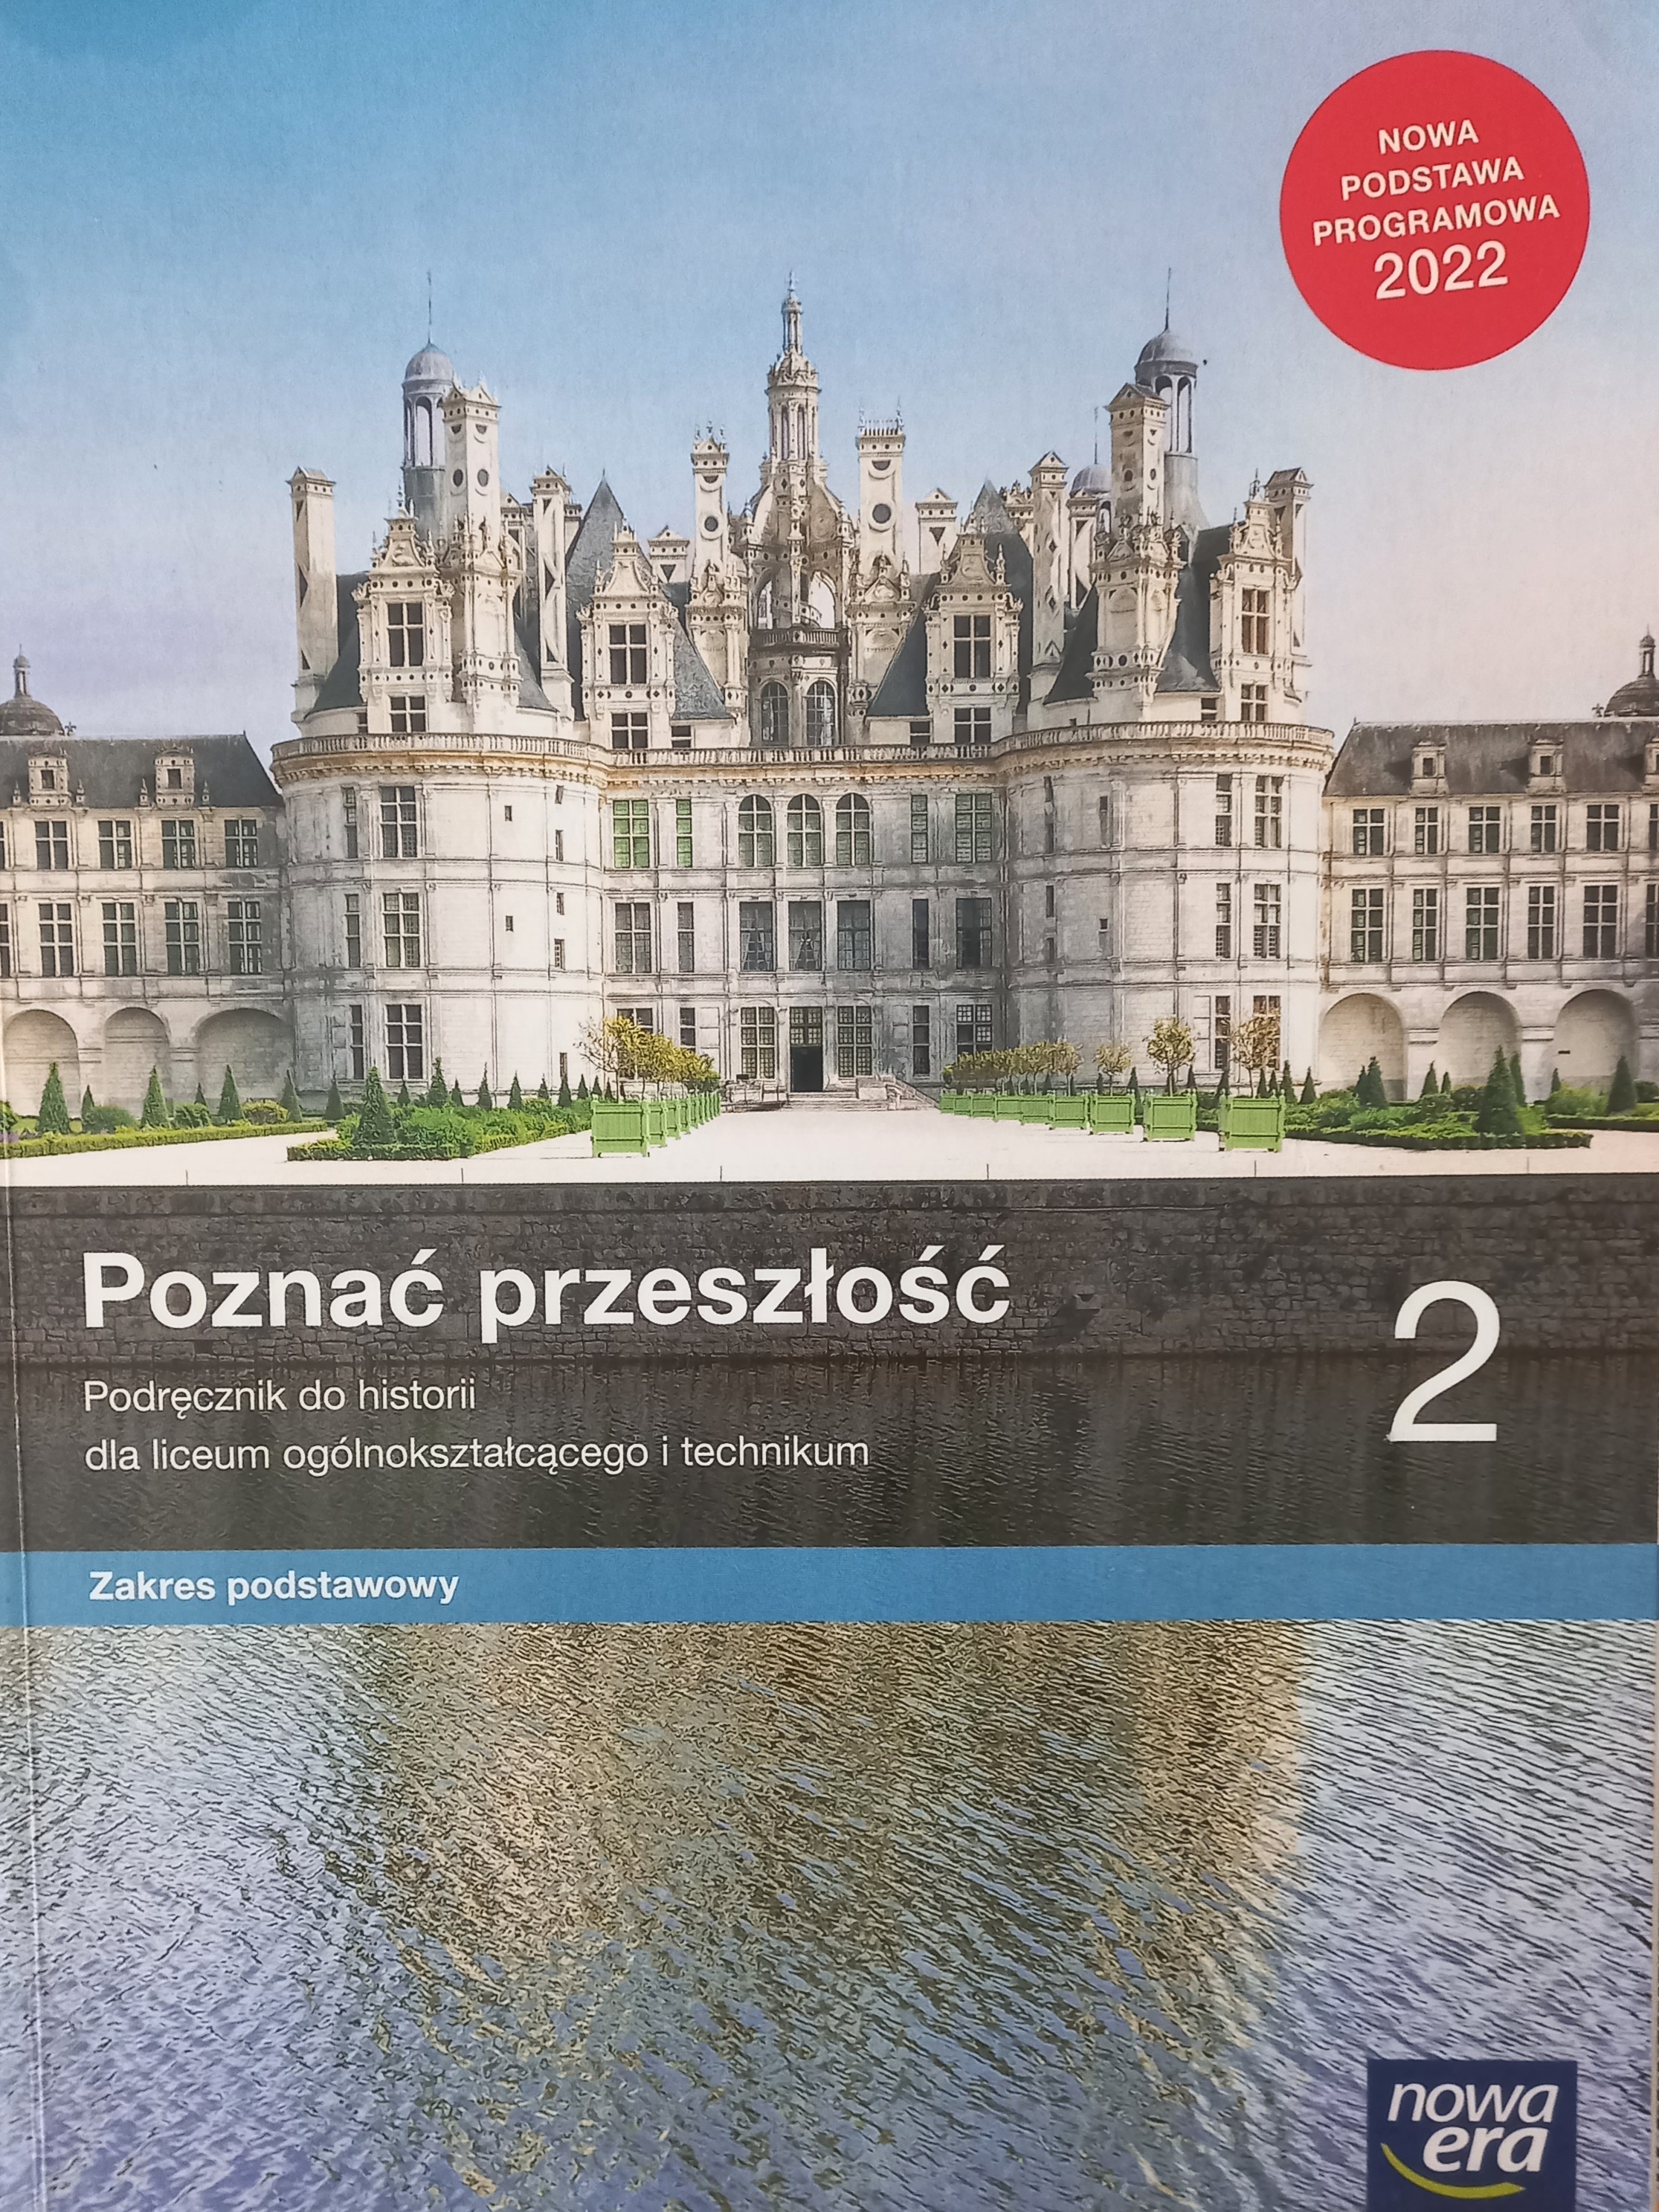 NOWA
PODSTAWA
PROGRAMOWA
2022
Poznać przeszłość
2
Podręcznik do historii
dla liceum ogólnokształcącego i technikum
Zakres podstawowy
nowa
era